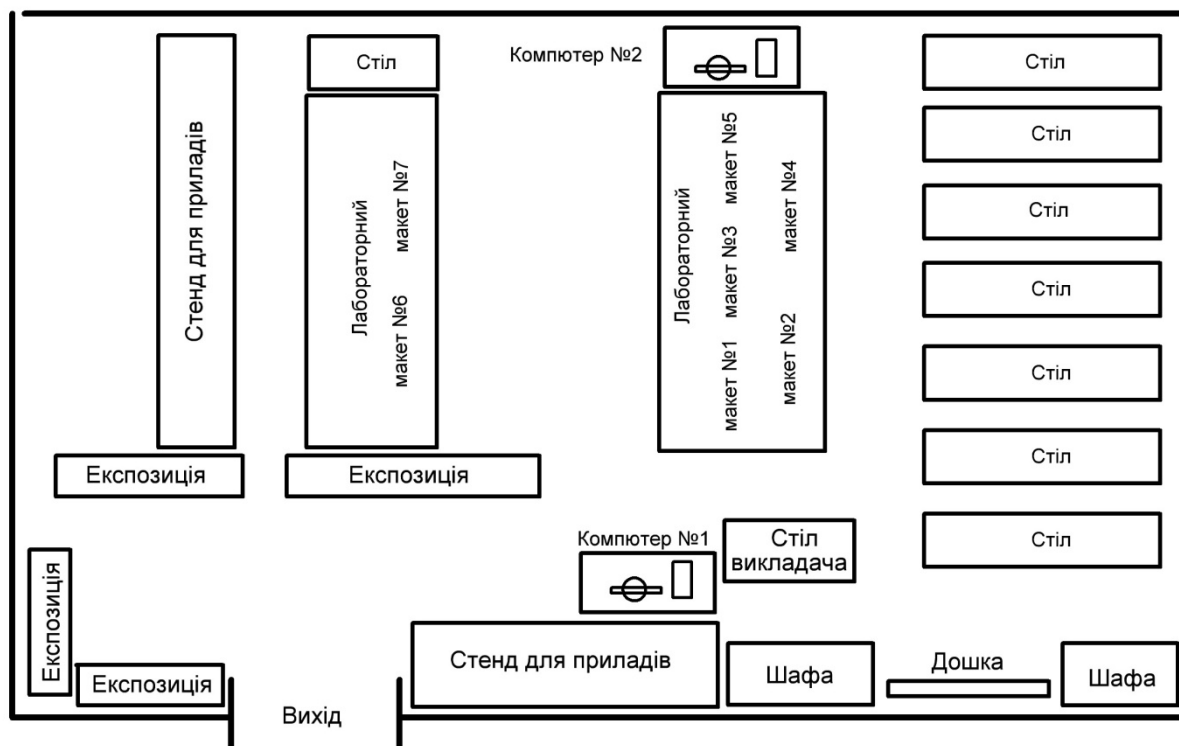 Стіл
Компютер №2
Стіл
Стенд для приладів
Лабораторний
макет №6
макет №7
Лабораторний
макет №1
макет №3
макет №5
макет №2
макет №4
Стіл
Стіл
Стіл
Стіл
Стіл
Стіл
Експозиція
Експозиція
Компютер №1
Стіл
викладача
Експозиція
Експозиція
Вихід
Стенд для приладів
Шафа
Дошка
Шафа